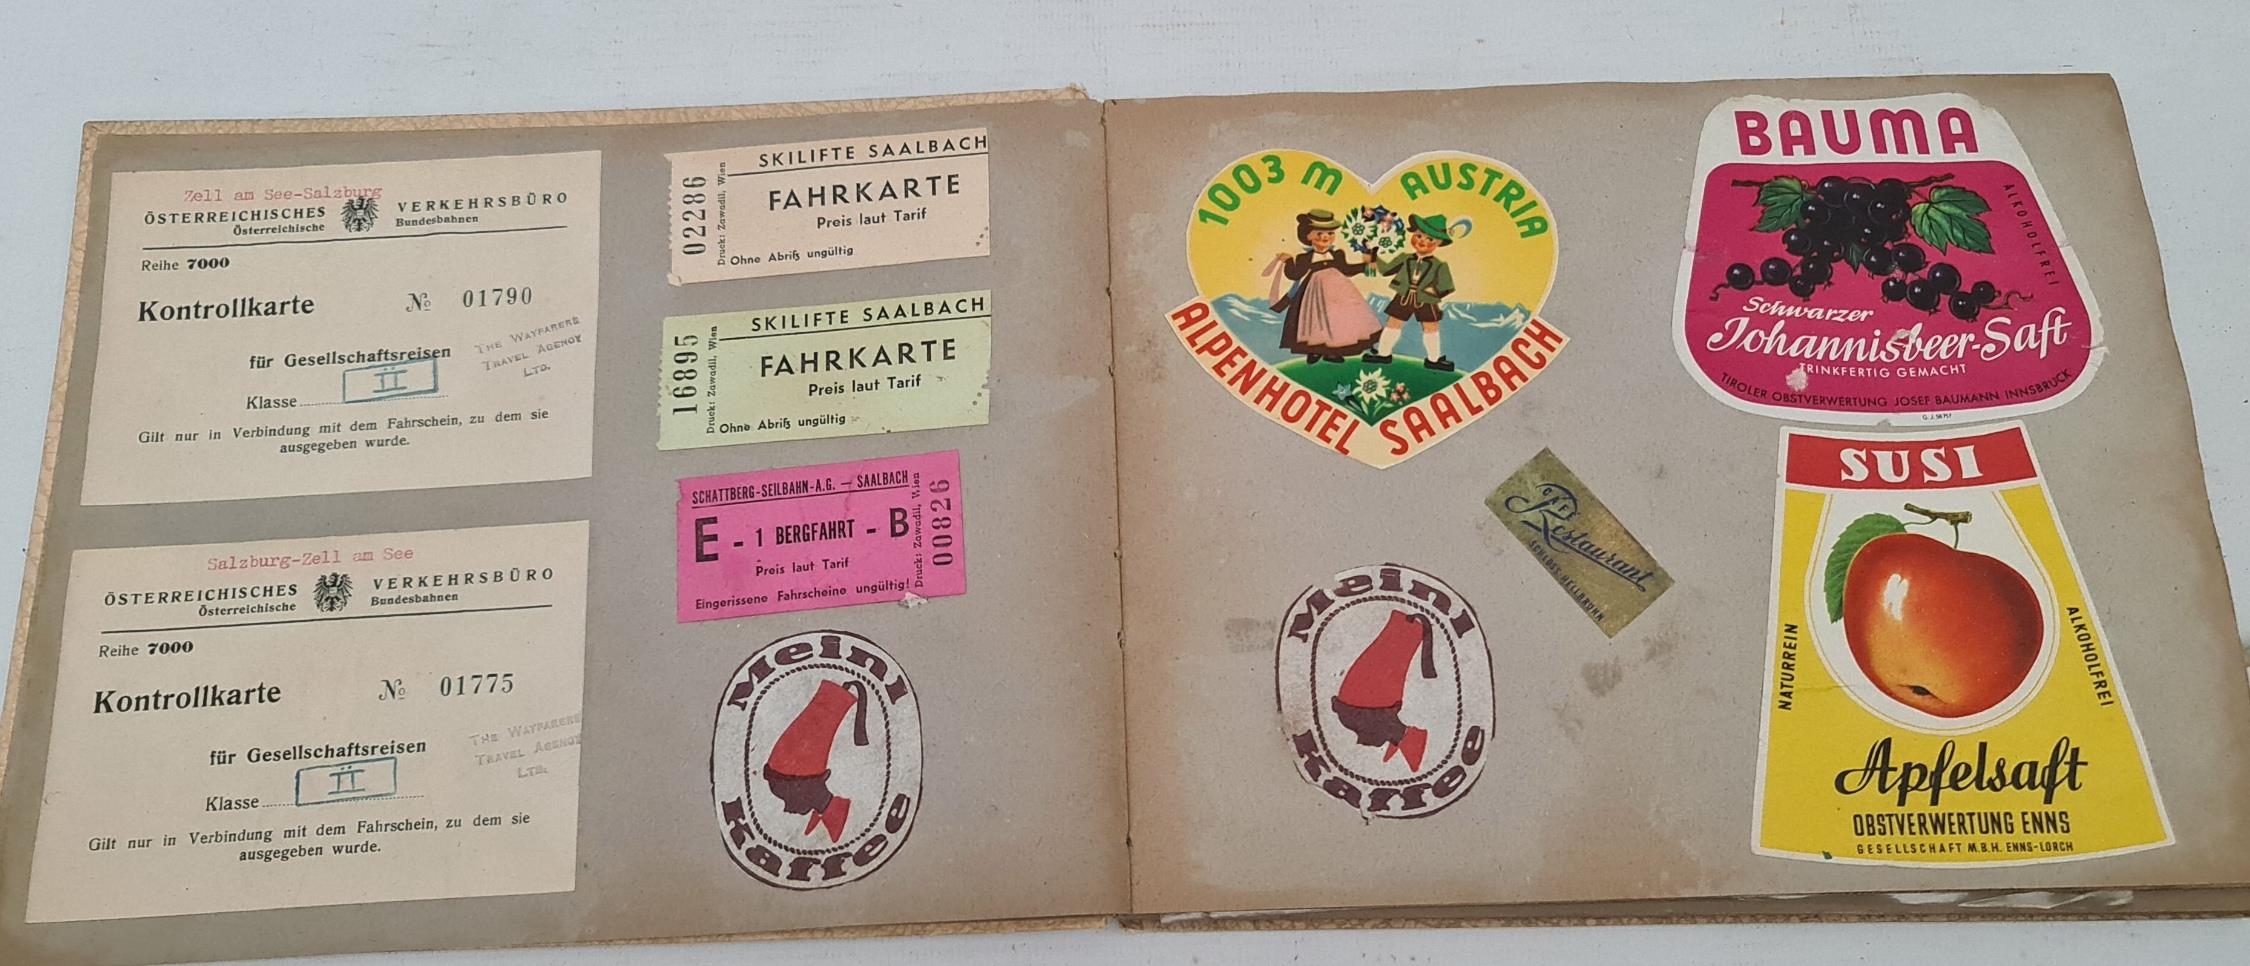 Zell am See-Salzburg
ÖSTERREICHISCHES VERKEHRSBÜRO
Österreichische Bundesbahnen
Reihe 7000
Kontrollkarte № 01790
für Gesellschaftsreisen
THE WAYFARERS
TRAVEL AGENCY
LTD.
Klasse II
Gilt nur in Verbindung mit dem Fahrschein, zu dem sie
ausgegeben wurde.
Salzburg-Zell am See
ÖSTERREICHISCHES VERKEHRSBÜRO
Österreichische Bundesbahnen
Reihe 7000
Kontrollkarte № 01775
für Gesellschaftsreisen
THE WAYFARERS
TRAVEL AGENCY
LTD.
Klasse II
Gilt nur in Verbindung mit dem Fahrschein, zu dem sie
ausgegeben wurde.
02286
Druck: Zawadil, Wien
SKILIFTE SAALBACH
FAHRKARTE
Preis laut Tarif
Ohne Abriß ungültig
16895
Druck: Zawadil, Wien
SKILIFTE SAALBACH
FAHRKARTE
Preis laut Tarif
Ohne Abriß ungültig
SCHATTBERG-SEILBAHN-A.G. — SAALBACH
E - 1 BERGFAHRT - B
Preis laut Tarif
Eingerissene Fahrscheine ungültig!
Druck: Zawadil, Wien
00826
Meinl
Kaffee
1003 m AUSTRIA
ALPENHOTEL SAALBACH
CAFE
Restaurant
SCHLOSS HELLBRUNN
Meinl
Kaffee
BAUMA
ALKOHOLFREI
Schwarzer
Johannisbeer-Saft
TRINKFERTIG GEMACHT
TIROLER OBSTVERWERTUNG JOSEF BAUMANN INNSBRUCK
SUSI
NATURREIN
ALKOHOLFREI
Apfelsaft
OBSTVERWERTUNG ENNS
GESELLSCHAFT M.B.H. ENNS-LORCH